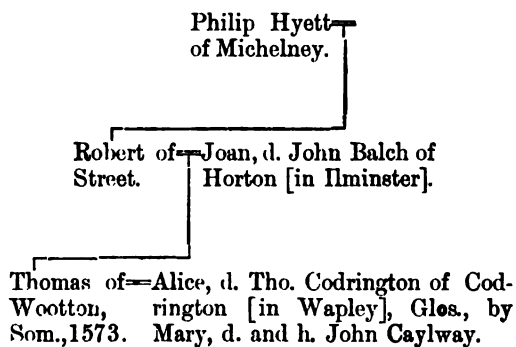 Philip Hyett=
of Michelney.
Robert of=Joan, d. John Balch of
Street. Horton [in Ilminster].
Thomas of=Alice, d. Tho. Codrington of Cod-
Wootton, rington [in Wapley], Glos., by
Som., 1573. Mary, d. and h. John Caylway.